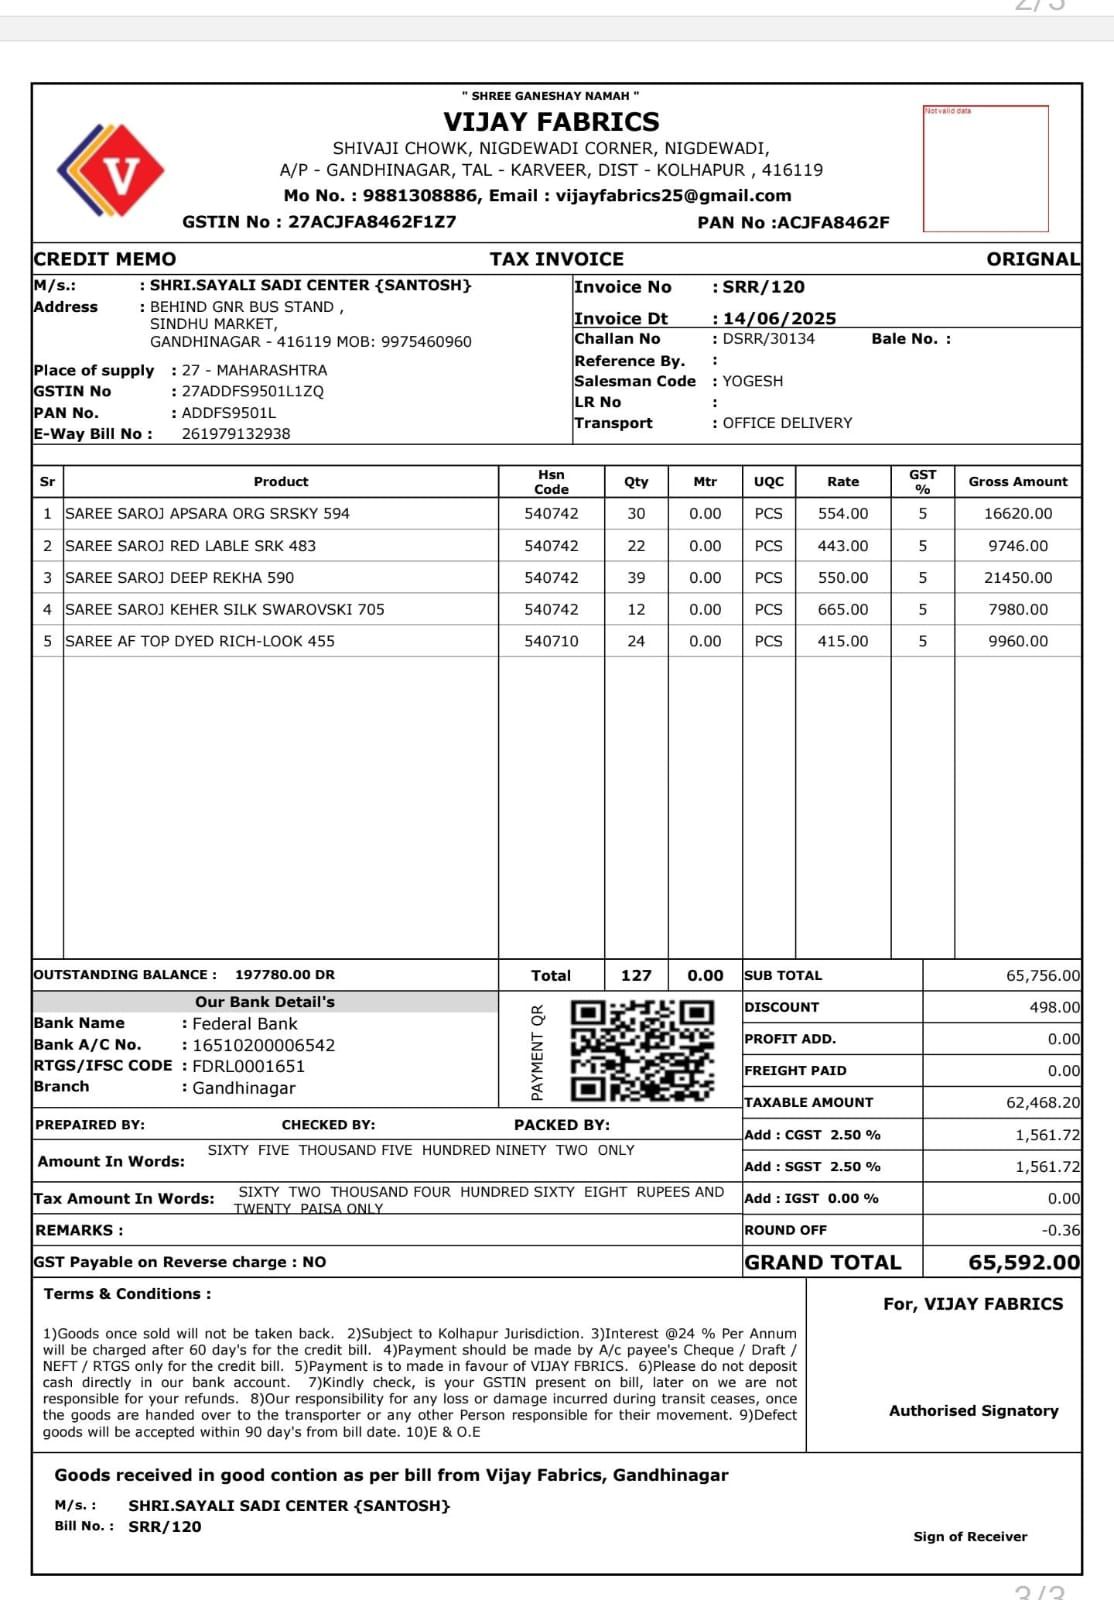 2/3
" SHREE GANESHAY NAMAH "
VIJAY FABRICS
SHIVAJI CHOWK, NIGDEWADI CORNER, NIGDEWADI,
A/P - GANDHINAGAR, TAL - KARVEER, DIST - KOLHAPUR , 416119
Mo No. : 9881308886, Email : vijayfabrics25@gmail.com
GSTIN No : 27ACJFA8462F1Z7 PAN No :ACJFA8462F
Not valid data
V
CREDIT MEMO TAX INVOICE ORIGNAL
M/s.: : SHRI.SAYALI SADI CENTER {SANTOSH}
Address : BEHIND GNR BUS STAND ,
SINDHU MARKET,
GANDHINAGAR - 416119 MOB: 9975460960
Place of supply : 27 - MAHARASHTRA
GSTIN No : 27ADDFS9501L1ZQ
PAN No. : ADDFS9501L
E-Way Bill No : 261979132938
Invoice No : SRR/120
Invoice Dt : 14/06/2025
Challan No : DSRR/30134 Bale No. :
Reference By. :
Salesman Code : YOGESH
LR No :
Transport : OFFICE DELIVERY
Sr Product Hsn Code Qty Mtr UQC Rate GST % Gross Amount
1 SAREE SAROJ APSARA ORG SRSKY 594 540742 30 0.00 PCS 554.00 5 16620.00
2 SAREE SAROJ RED LABLE SRK 483 540742 22 0.00 PCS 443.00 5 9746.00
3 SAREE SAROJ DEEP REKHA 590 540742 39 0.00 PCS 550.00 5 21450.00
4 SAREE SAROJ KEHER SILK SWAROVSKI 705 540742 12 0.00 PCS 665.00 5 7980.00
5 SAREE AF TOP DYED RICH-LOOK 455 540710 24 0.00 PCS 415.00 5 9960.00
OUTSTANDING BALANCE : 197780.00 DR Total 127 0.00
Our Bank Detail's
Bank Name : Federal Bank
Bank A/C No. : 16510200006542
RTGS/IFSC CODE : FDRL0001651
Branch : Gandhinagar
PAYMENT QR
SUB TOTAL 65,756.00
DISCOUNT 498.00
PROFIT ADD. 0.00
FREIGHT PAID 0.00
TAXABLE AMOUNT 62,468.20
Add : CGST 2.50 % 1,561.72
Add : SGST 2.50 % 1,561.72
Add : IGST 0.00 % 0.00
ROUND OFF -0.36
GRAND TOTAL 65,592.00
PREPAIRED BY: CHECKED BY: PACKED BY:
Amount In Words: SIXTY FIVE THOUSAND FIVE HUNDRED NINETY TWO ONLY
Tax Amount In Words: SIXTY TWO THOUSAND FOUR HUNDRED SIXTY EIGHT RUPEES AND
TWENTY PAISA ONLY
REMARKS :
GST Payable on Reverse charge : NO
Terms & Conditions :
1)Goods once sold will not be taken back. 2)Subject to Kolhapur Jurisdiction. 3)Interest @24 % Per Annum
will be charged after 60 day's for the credit bill. 4)Payment should be made by A/c payee's Cheque / Draft /
NEFT / RTGS only for the credit bill. 5)Payment is to made in favour of VIJAY FBRICS. 6)Please do not deposit
cash directly in our bank account. 7)Kindly check, is your GSTIN present on bill, later on we are not
responsible for your refunds. 8)Our responsibility for any loss or damage incurred during transit ceases, once
the goods are handed over to the transporter or any other Person responsible for their movement. 9)Defect
goods will be accepted within 90 day's from bill date. 10)E & O.E
For, VIJAY FABRICS
Authorised Signatory
Goods received in good contion as per bill from Vijay Fabrics, Gandhinagar
M/s. : SHRI.SAYALI SADI CENTER {SANTOSH}
Bill No. : SRR/120
Sign of Receiver
3/3